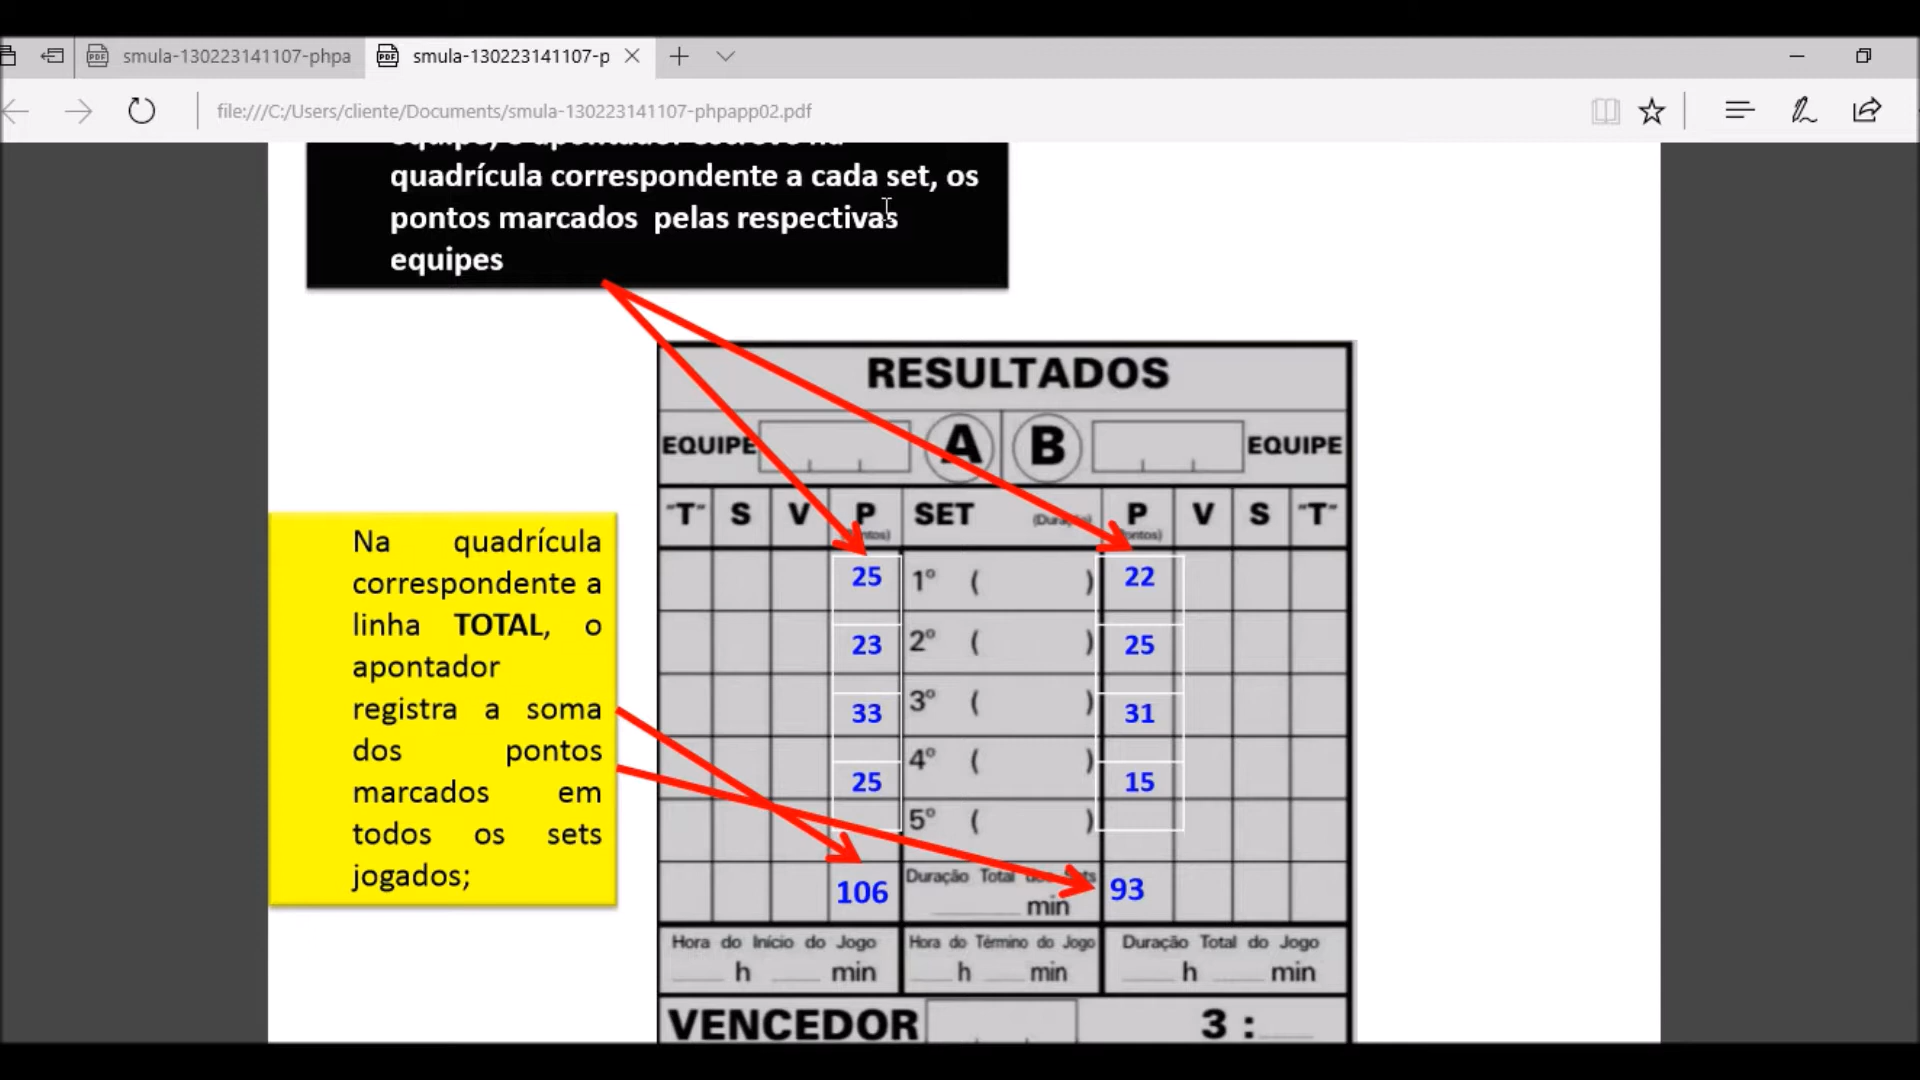 smula-130223141107-phpa
smula-130223141107-p
file:///C:/Users/cliente/Documents/smula-130223141107-phpapp02.pdf
quadrícula correspondente a cada set, os
pontos marcados pelas respectivas
equipes
Na quadrícula
correspondente a
linha TOTAL, o
apontador
registra a soma
dos pontos
marcados em
todos os sets
jogados;
RESULTADOS
EQUIPE A B EQUIPE
"T" S V P SET (Duração) P V S "T"
25 1º ( ) 22
23 2º ( ) 25
33 3º ( ) 31
25 4º ( ) 15
5º ( )
106 Duração Total dos Sets 93
min
Hora do Início do Jogo Hora do Término do Jogo Duração Total do Jogo
h min h min h min
VENCEDOR 3 :